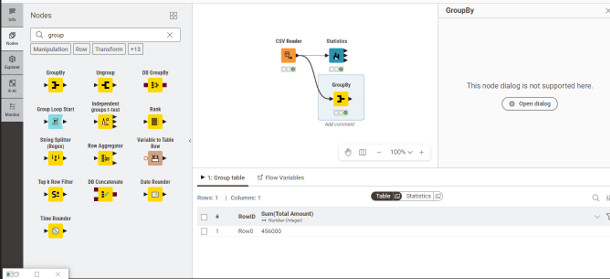 Info
Nodes
Explorer
K-AI
Monitor
Nodes
group
Manipulation
Row
Transform
+13
GroupBy
Ungroup
DB GroupBy
Group Loop Start
Independent
groups t-test
Rank
String Splitter
(Regex)
Row Aggregator
Variable to Table
Row
Top k Row Filter
DB Concatenate
Date Rounder
Time Rounder
CSV Reader
Statistics
GroupBy
Add comment
100%
GroupBy
This node dialog is not supported here.
Open dialog
1: Group table
Flow Variables
Rows: 1 | Columns: 1
Table
Statistics
#
RowID
Sum(Total Amount)
Number (Integer)
1
Row0
456000